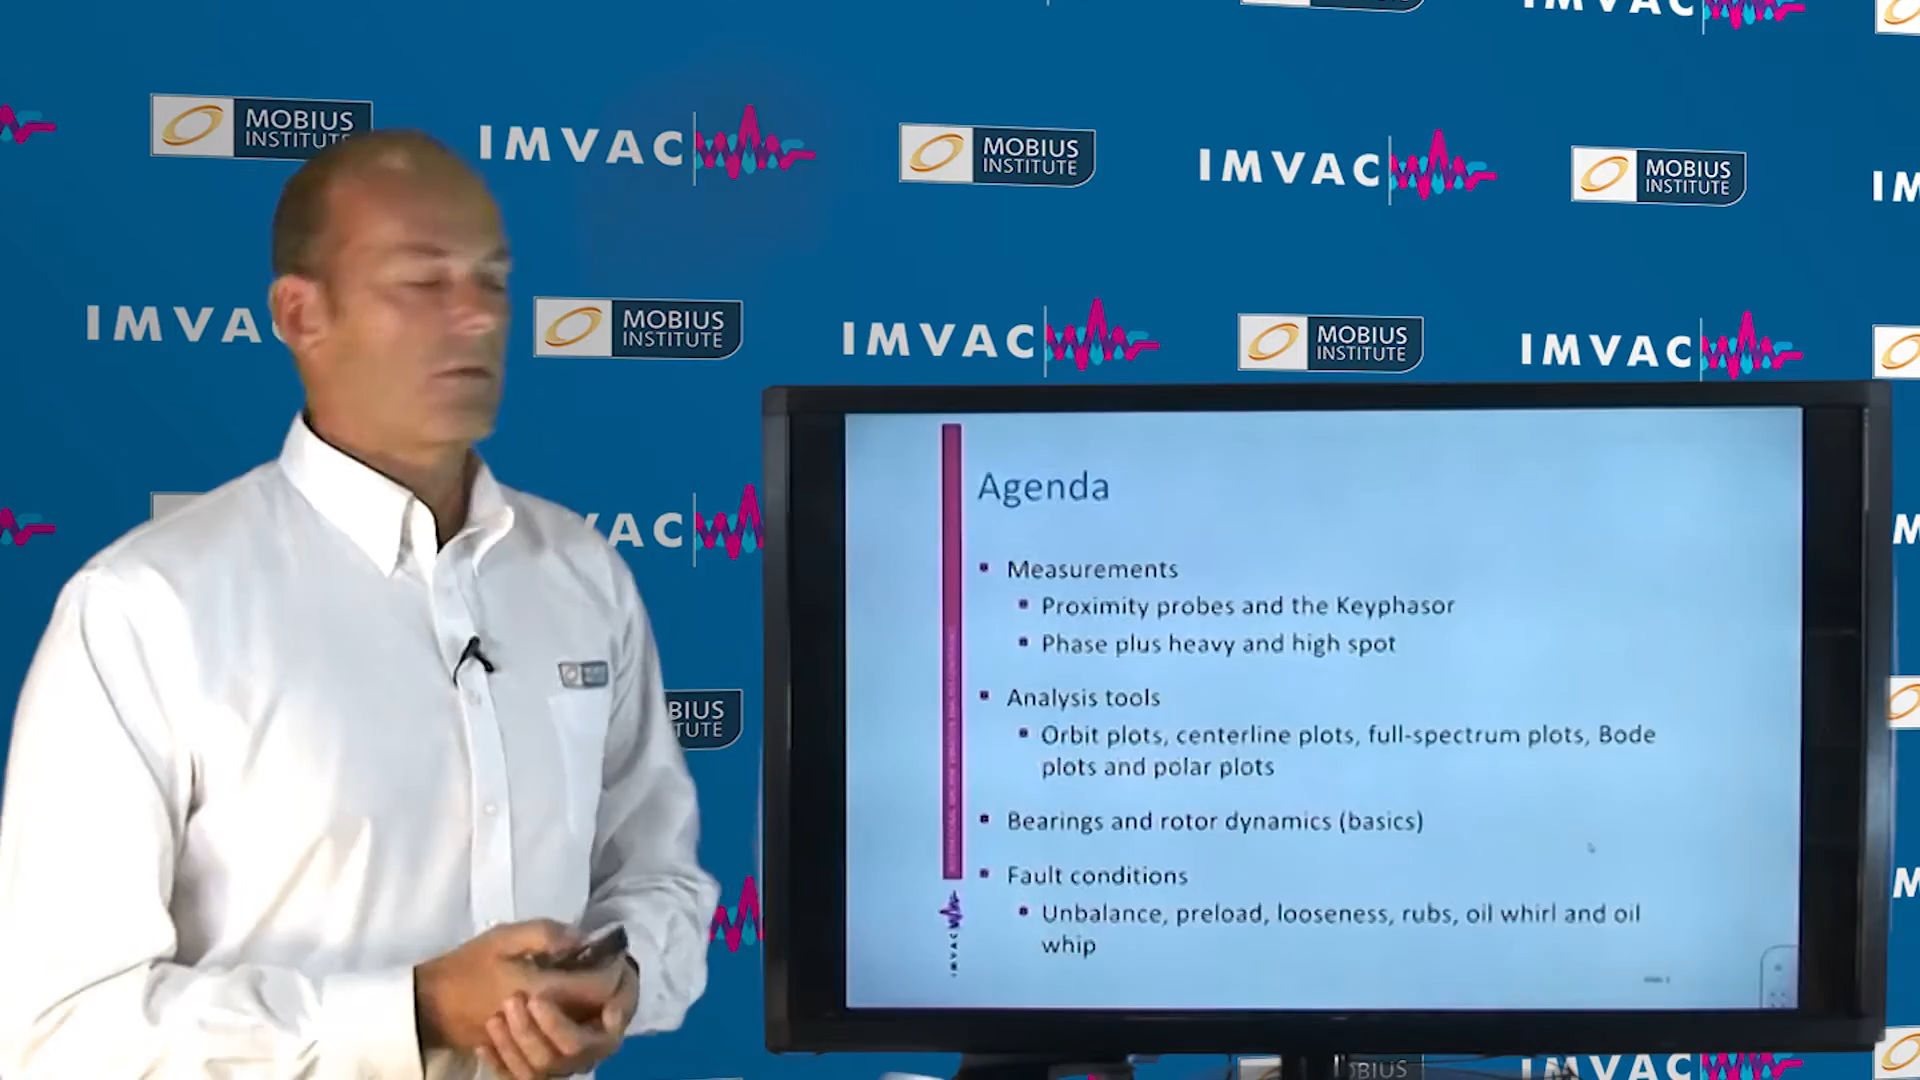 IMVAC
MOBIUS
INSTITUTE
IMVAC
MOBIUS
INSTITUTE
IMVAC
MOBIUS
INSTITUTE
MOBIUS
INSTITUTE
IMVAC
MOBIUS
INSTITUTE
IMVAC
Agenda
Measurements
Proximity probes and the Keyphasor
Phase plus heavy and high spot
Analysis tools
Orbit plots, centerline plots, full-spectrum plots, Bode
plots and polar plots
Bearings and rotor dynamics (basics)
Fault conditions
Unbalance, preload, looseness, rubs, oil whirl and oil
whip
IMVAC